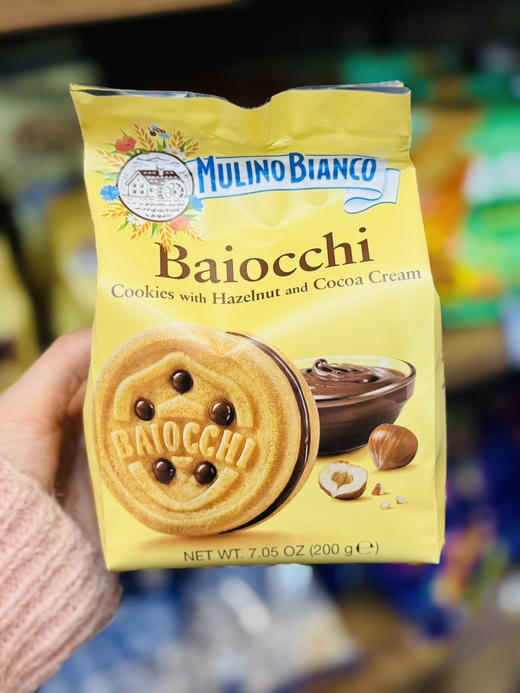 MULINO BIANCO
Baiocchi
Cookies with Hazelnut and Cocoa Cream
BAIOCCHI
NET WT. 7.05 OZ (200 g ℮)